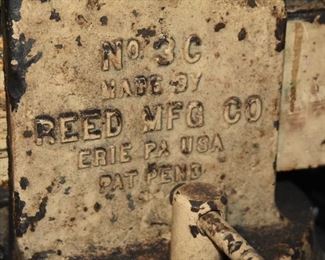 No 3C
MADE BY
REED MFG CO
ERIE PA USA
PAT PEND